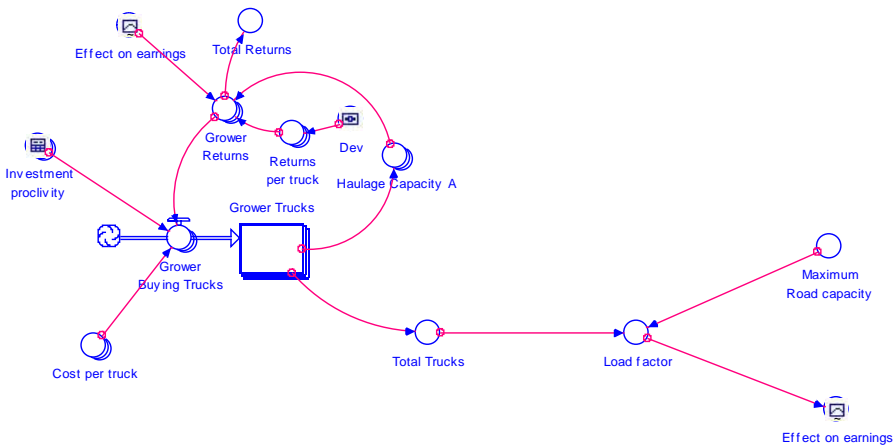 Effect on earnings
Total Returns
Grower
Returns
Dev
Returns
per truck
Haulage Capacity A
Investment
proclivity
Grower Trucks
Grower
Buying Trucks
Maximum
Road capacity
Cost per truck
Total Trucks
Load factor
Effect on earnings